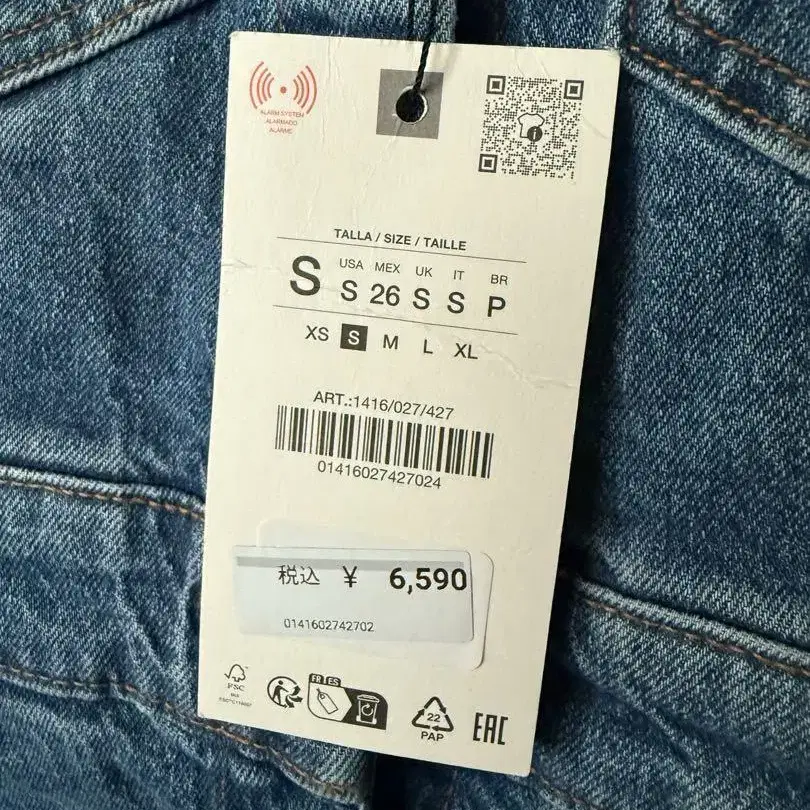 ALARM SYSTEM
ALARMADO
ALARME
TALLA / SIZE / TAILLE
S
USA MEX UK IT BR
S 26 S S P
XS S M L XL
ART.:1416/027/427
01416027427024
税込 ¥ 6,590
0141602742702
FSC
FR ES
22
PAP
EAC